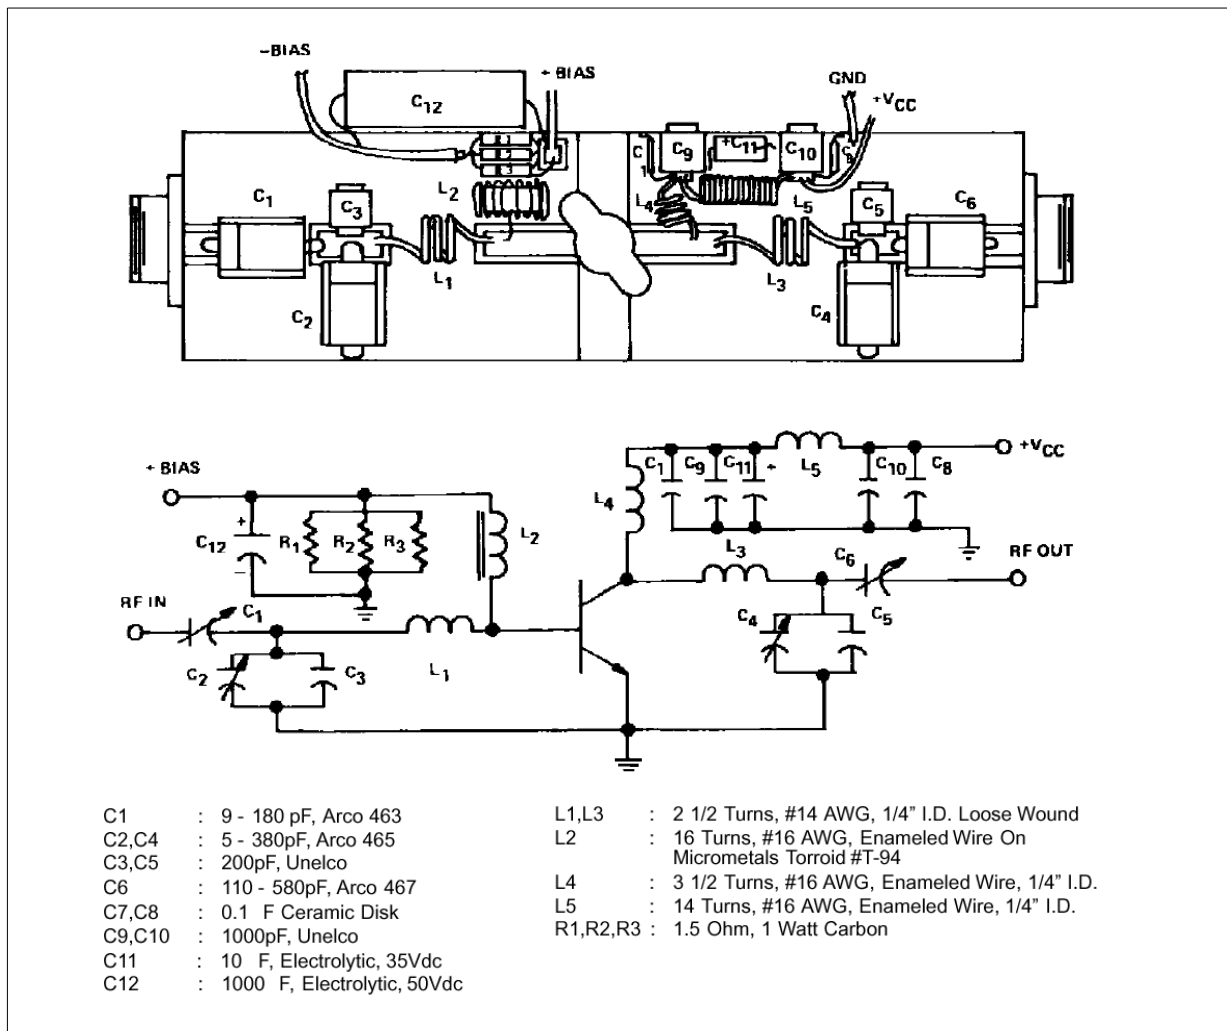 –BIAS
+ BIAS
GND
+VCC
C12
C1
C3
L2
1
2
3
C1
C9
+C11
C10
C8
L4
L5
C5
C6
L1
L3
C2
C4
+ BIAS
+VCC
C1
C9
C11
+
L5
C10
C8
L4
+
C12
–
R1
R2
R3
L2
L3
C6
RF OUT
RF IN
C1
C4
C5
C2
C3
L1
C1 : 9 - 180 pF, Arco 463
C2,C4 : 5 - 380pF, Arco 465
C3,C5 : 200pF, Unelco
C6 : 110 - 580pF, Arco 467
C7,C8 : 0.1 F Ceramic Disk
C9,C10 : 1000pF, Unelco
C11 : 10 F, Electrolytic, 35Vdc
C12 : 1000 F, Electrolytic, 50Vdc
L1,L3 : 2 1/2 Turns, #14 AWG, 1/4” I.D. Loose Wound
L2 : 16 Turns, #16 AWG, Enameled Wire On
Micrometals Torroid #T-94
L4 : 3 1/2 Turns, #16 AWG, Enameled Wire, 1/4” I.D.
L5 : 14 Turns, #16 AWG, Enameled Wire, 1/4” I.D.
R1,R2,R3 : 1.5 Ohm, 1 Watt Carbon